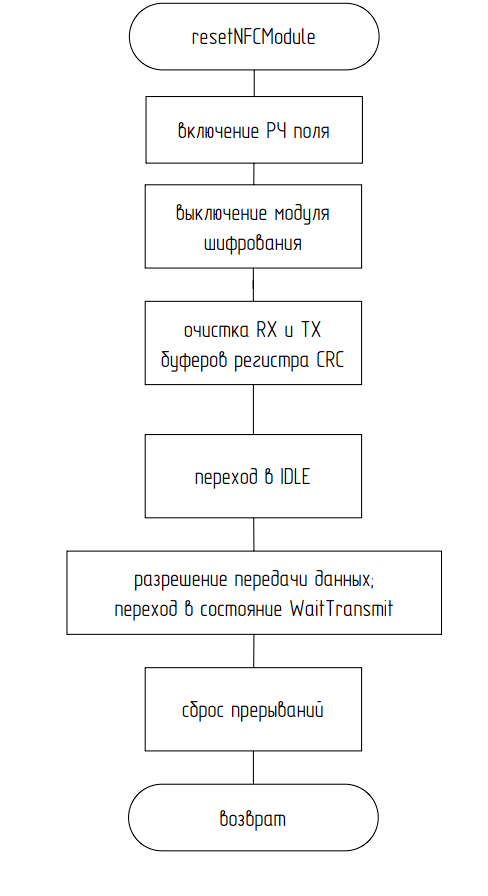 resetNFCModule
включение РЧ поля
выключение модуля
шифрования
очистка RX и TX
буферов регистра CRC
переход в IDLE
разрешение передачи данных;
переход в состояние WaitTransmit
сброс прерываний
возврат